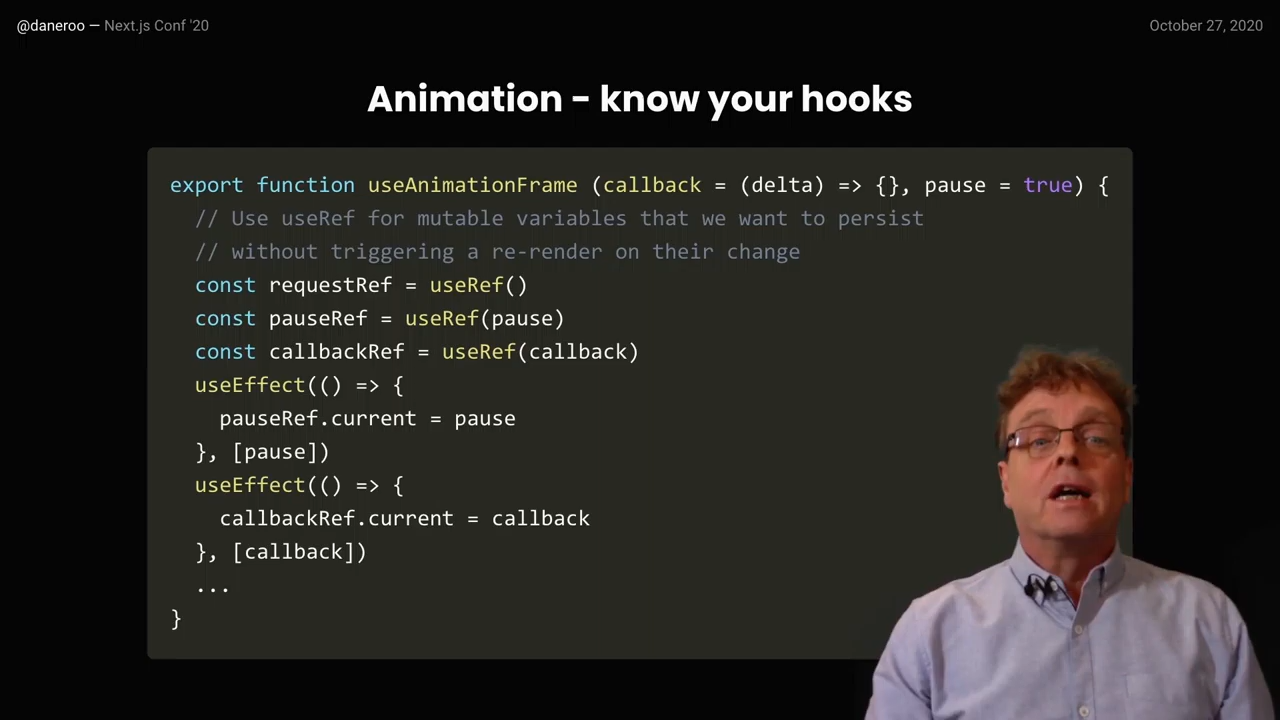 @daneroo — Next.js Conf '20
October 27, 2020
Animation - know your hooks
export function useAnimationFrame (callback = (delta) => {}, pause = true) {
  // Use useRef for mutable variables that we want to persist
  // without triggering a re-render on their change
  const requestRef = useRef()
  const pauseRef = useRef(pause)
  const callbackRef = useRef(callback)
  useEffect(() => {
    pauseRef.current = pause
  }, [pause])
  useEffect(() => {
    callbackRef.current = callback
  }, [callback])
  ...
}